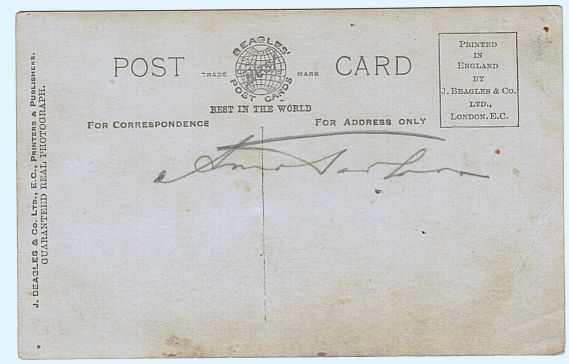 BEAGLES'
POST CARDS
POST TRADE MARK CARD
BEST IN THE WORLD
FOR CORRESPONDENCE
FOR ADDRESS ONLY
PRINTED
IN
ENGLAND
BY
J. BEAGLES & CO.
LTD.,
LONDON, E.C.
J. BEAGLES & CO. LTD., E.C., PRINTERS & PUBLISHERS.
GUARANTEED REAL PHOTOGRAPH.